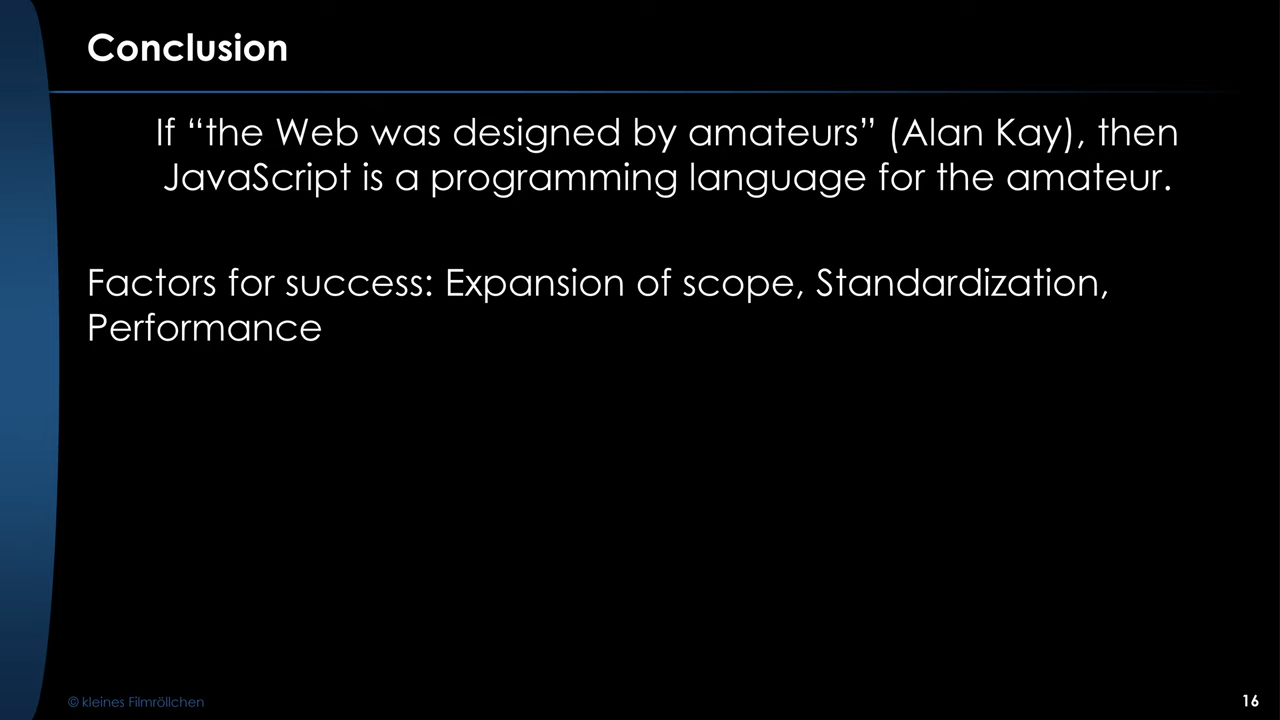 Conclusion
If “the Web was designed by amateurs” (Alan Kay), then
JavaScript is a programming language for the amateur.
Factors for success: Expansion of scope, Standardization,
Performance
© kleines Filmröllchen
16